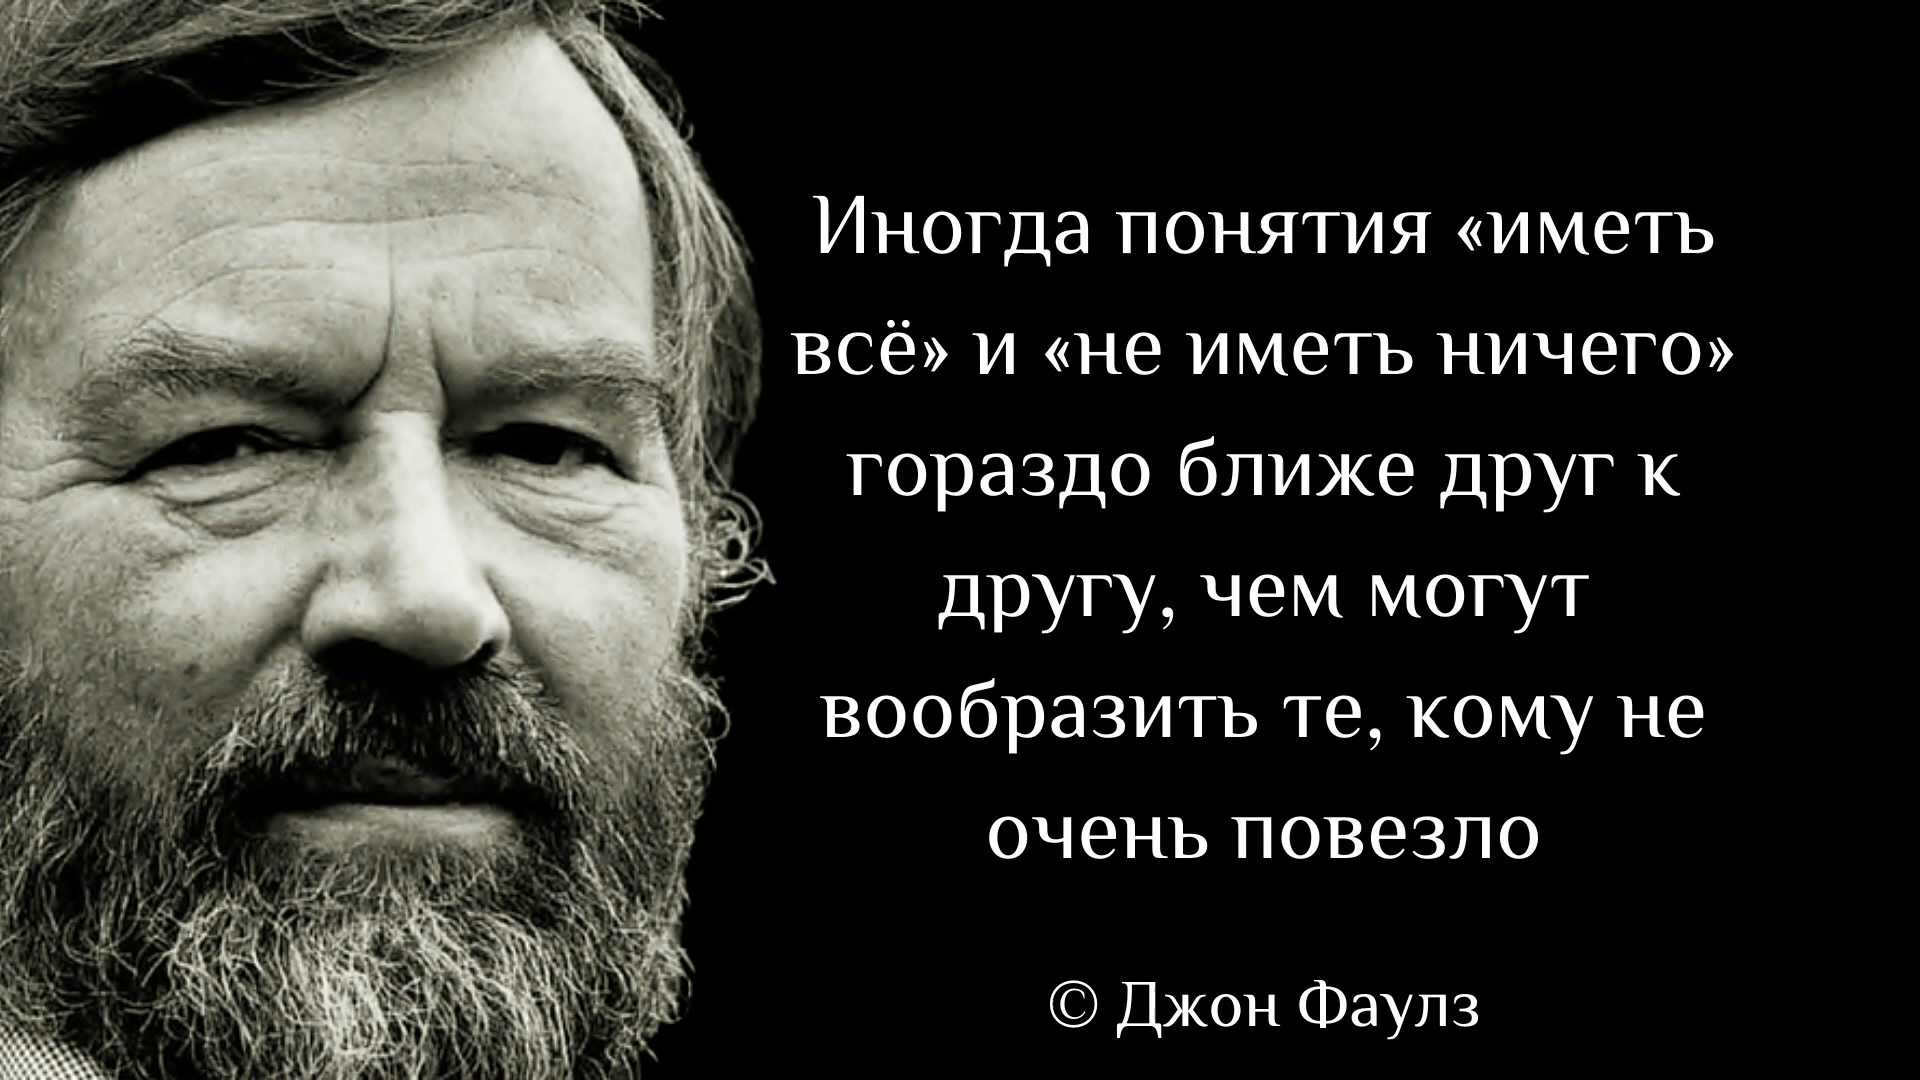 Иногда понятия «иметь
всё» и «не иметь ничего»
гораздо ближе друг к
другу, чем могут
вообразить те, кому не
очень повезло
© Джон Фаулз